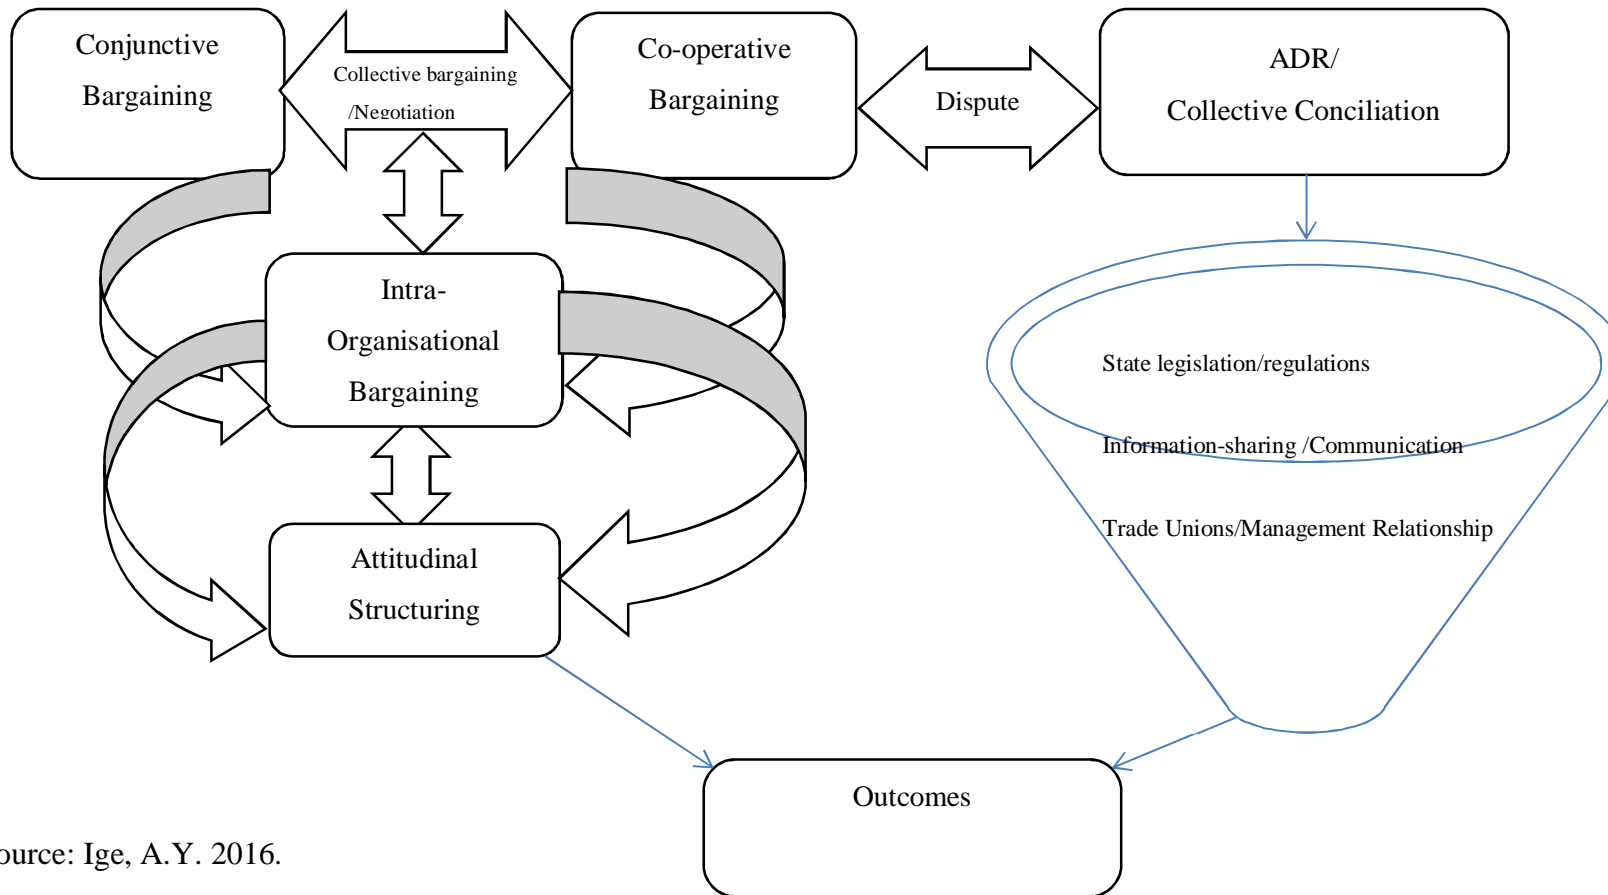 Conjunctive
Bargaining
Collective bargaining
/Negotiation
Co-operative
Bargaining
Dispute
ADR/
Collective Conciliation
Intra-
Organisational
Bargaining
State legislation/regulations
Information-sharing /Communication
Trade Unions/Management Relationship
Attitudinal
Structuring
Outcomes
ource: Ige, A.Y. 2016.